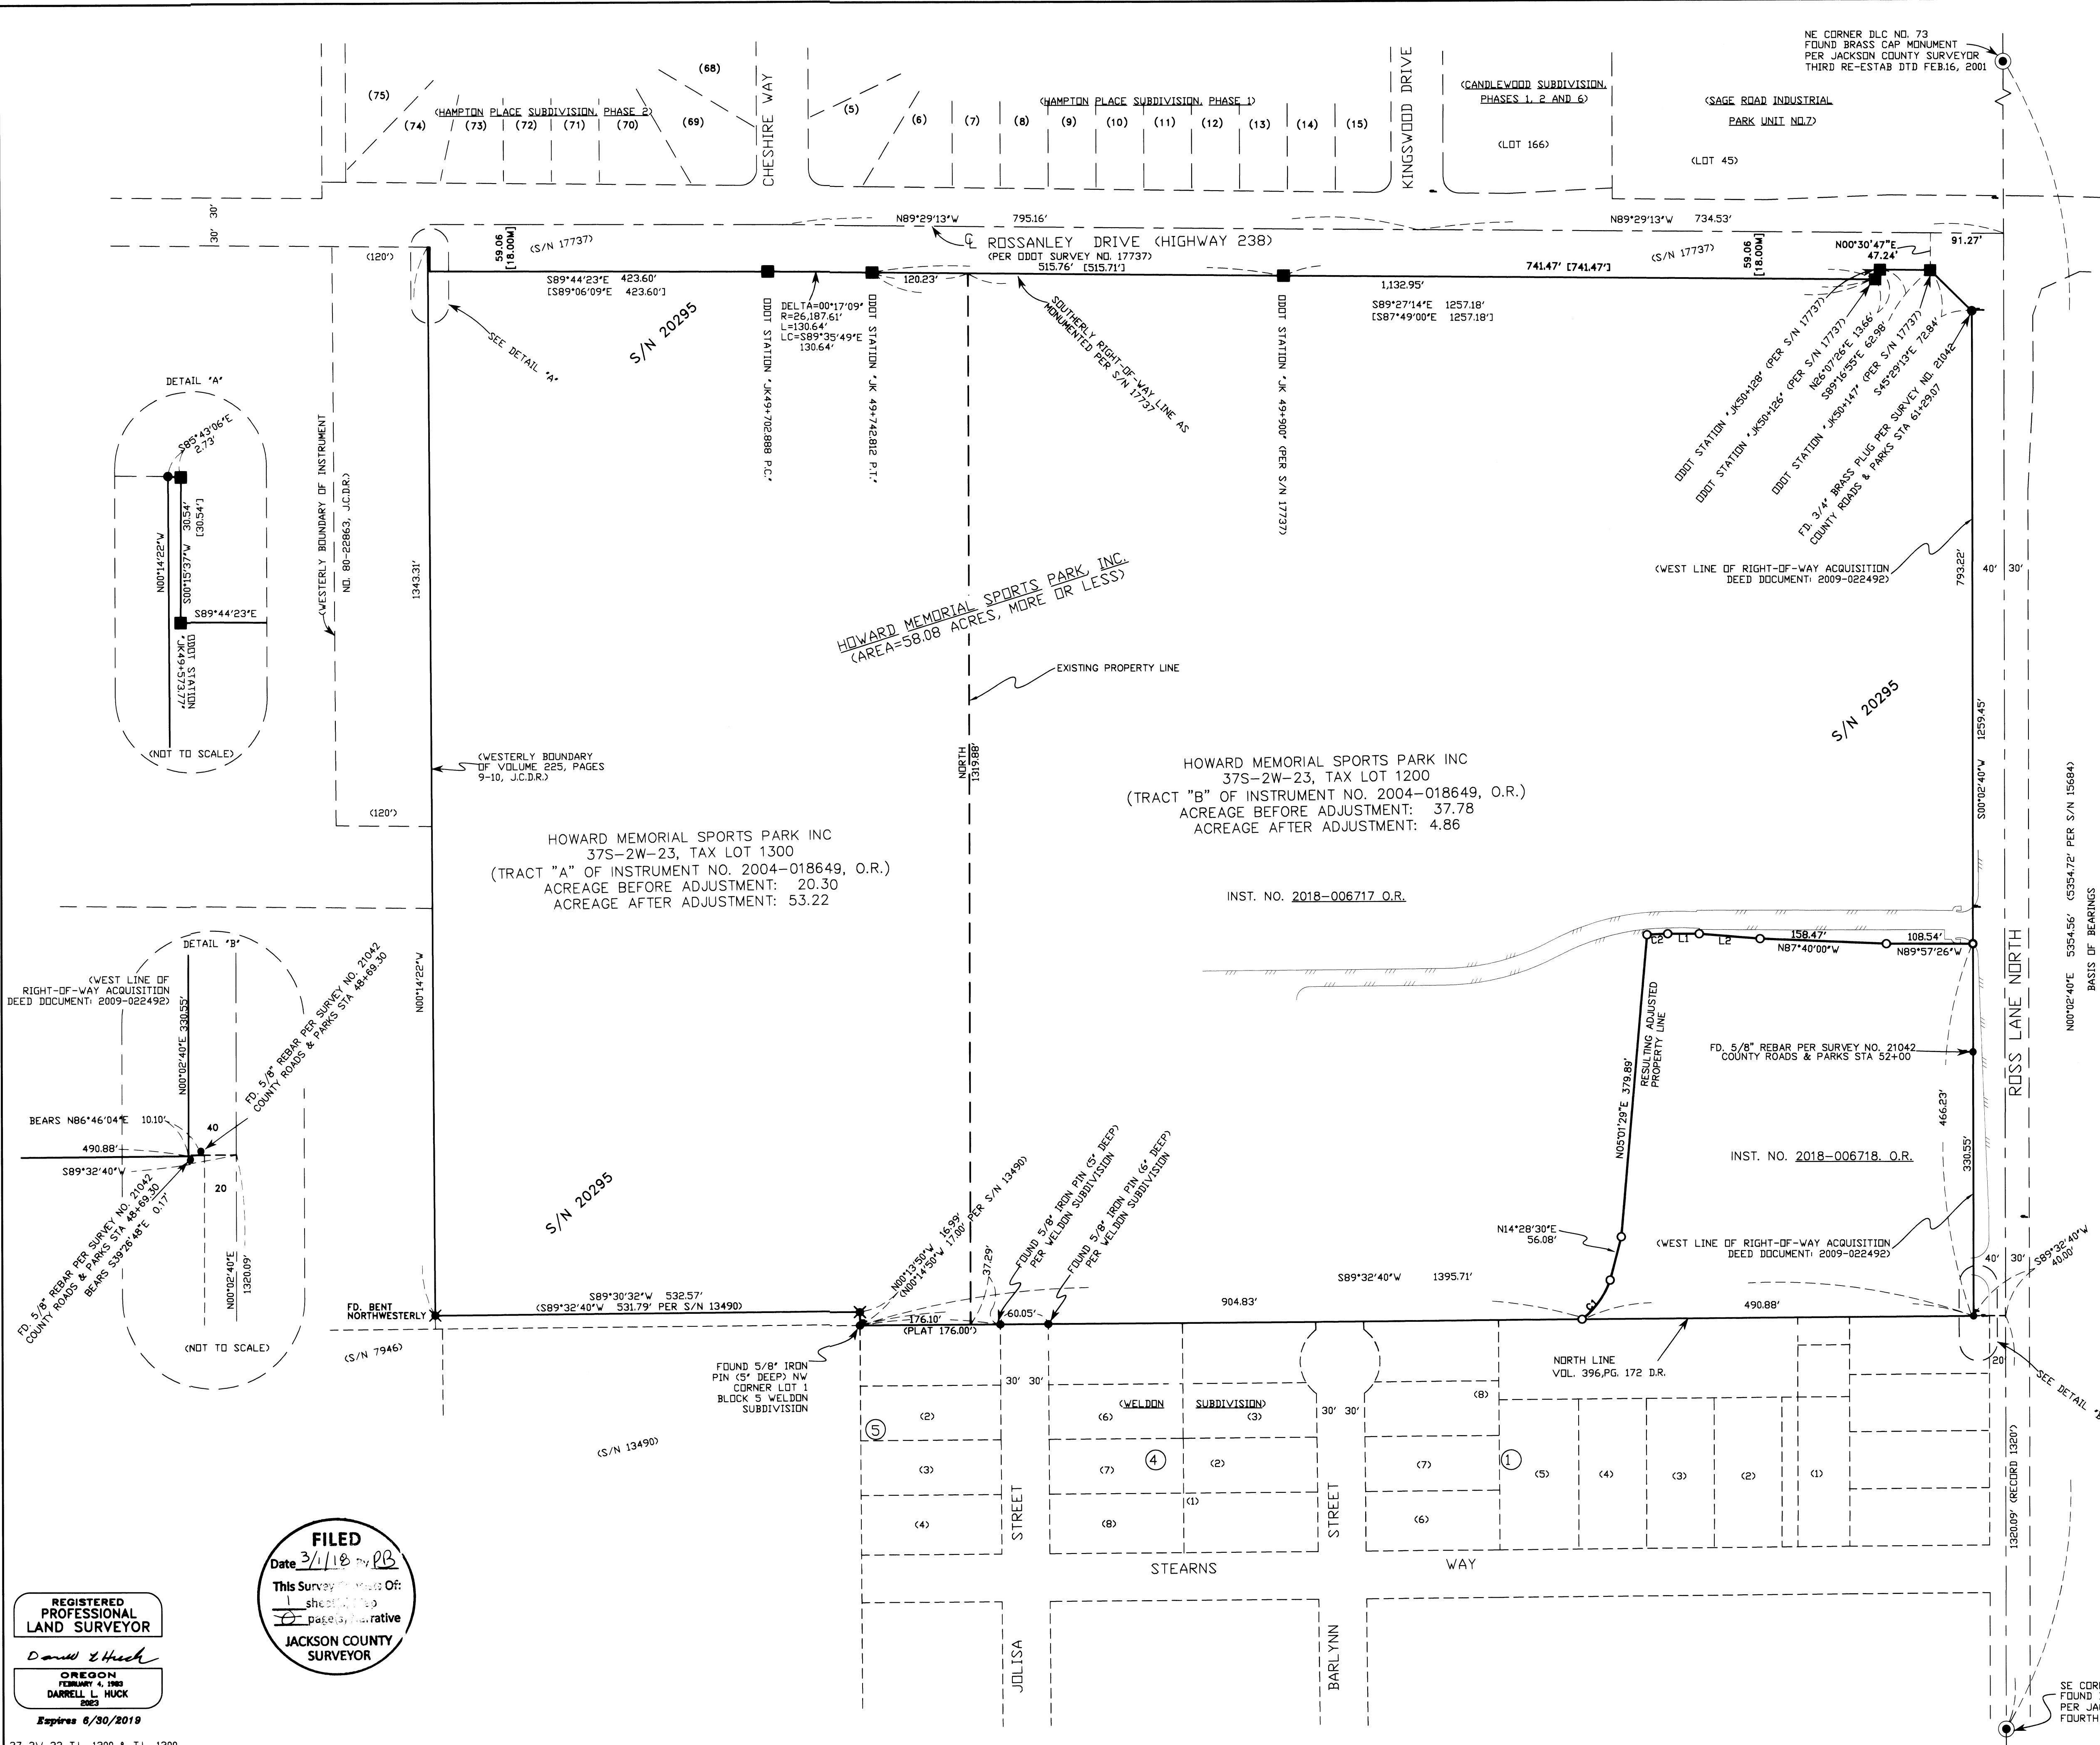 NE CORNER DLC NO. 73
FOUND BRASS CAP MONUMENT
PER JACKSON COUNTY SURVEYOR
THIRD RE-ESTAB DTD FEB.16, 2001
(75)
(HAMPTON PLACE SUBDIVISION, PHASE 2)
(74) (73) (72) (71) (70) (69)
(68)
CHESHIRE WAY
(5)
(HAMPTON PLACE SUBDIVISION, PHASE 1)
(6) (7) (8) (9) (10) (11) (12) (13) (14) (15)
KINGSWOOD DRIVE
(CANDLEWOOD SUBDIVISION,
PHASES 1, 2 AND 6)
(LOT 166)
(SAGE ROAD INDUSTRIAL
PARK UNIT NO.7)
(LOT 45)
30' 30'
N89°29'13"W 795.16'
N89°29'13"W 734.53'
59.06
[18.00M]
(S/N 17737)
℄ ROSSANLEY DRIVE (HIGHWAY 238)
(PER ODOT SURVEY NO. 17737)
(S/N 17737)
59.06
[18.00M]
N00°30'47"E
47.24'
91.27'
(120')
S89°44'23"E 423.60'
[S89°06'09"E 423.60']
120.23'
515.76' [515.71']
741.47' [741.47']
1,132.95'
S89°27'14"E 1257.18'
[S87°49'00"E 1257.18']
DELTA=00°17'09"
R=26,187.61'
L=130.64'
LC=S89°35'49"E
130.64'
S/N 20295
SEE DETAIL "A"
ODOT STATION "JK49+702.888 P.C."
ODOT STATION "JK 49+742.812 P.T."
SOUTHERLY RIGHT-OF-WAY LINE AS
MONUMENTED PER S/N 17737
ODOT STATION "JK 49+900" (PER S/N 17737)
ODOT STATION "JK50+128" (PER S/N 17737)
ODOT STATION "JK50+126" (PER S/N 17737)
N26°07'26"E 13.66'
S89°16'55"E 62.98'
ODOT STATION "JK50+147" (PER S/N 17737)
S45°29'13"E 72.84'
FD. 3/4" BRASS PLUG PER SURVEY NO. 21042
COUNTY ROADS & PARKS STA 61+29.07
DETAIL "A"
S85°43'06"E
2.73'
30.54'
[30.54']
N00°14'22"W
S00°15'37"W
S89°44'23"E
ODOT STATION
"JK49+573.77"
(NOT TO SCALE)
(WESTERLY BOUNDARY OF INSTRUMENT
NO. 80-22863, J.C.D.R.)
1343.31'
(WEST LINE OF RIGHT-OF-WAY ACQUISITION
DEED DOCUMENT: 2009-022492)
793.22'
40' 30'
HOWARD MEMORIAL SPORTS PARK, INC.
(AREA=58.08 ACRES, MORE OR LESS)
EXISTING PROPERTY LINE
S/N 20295
1259.45'
S00°02'40"W
(WESTERLY BOUNDARY
OF VOLUME 225, PAGES
9-10, J.C.D.R.)
NORTH
1319.88'
HOWARD MEMORIAL SPORTS PARK INC
37S-2W-23, TAX LOT 1200
(TRACT "B" OF INSTRUMENT NO. 2004-018649, O.R.)
ACREAGE BEFORE ADJUSTMENT: 37.78
ACREAGE AFTER ADJUSTMENT: 4.86
(120')
HOWARD MEMORIAL SPORTS PARK INC
37S-2W-23, TAX LOT 1300
(TRACT "A" OF INSTRUMENT NO. 2004-018649, O.R.)
ACREAGE BEFORE ADJUSTMENT: 20.30
ACREAGE AFTER ADJUSTMENT: 53.22
INST. NO. 2018-006717 O.R.
N00°02'40"E 5354.56' (5354.72' PER S/N 15684)
BASIS OF BEARINGS
C2 L1 L2
158.47'
N87°40'00"W
108.54'
N89°57'26"W
ROSS LANE NORTH
DETAIL "B"
(WEST LINE OF
RIGHT-OF-WAY ACQUISITION
DEED DOCUMENT: 2009-022492)
N00°02'40"E 330.55'
FD. 5/8" REBAR PER SURVEY NO. 21042
COUNTY ROADS & PARKS STA 48+69.30
BEARS N86°46'04"E 10.10'
40
490.88'
S89°32'40"W
20
FD. 5/8" REBAR PER SURVEY NO. 21042
COUNTY ROADS & PARKS STA 48+69.30
BEARS S39°26'48"E 0.17'
N00°02'40"E
1320.09'
(NOT TO SCALE)
N00°14'22"W
RESULTING ADJUSTED
PROPERTY LINE
N05°01'29"E 379.89'
FD. 5/8" REBAR PER SURVEY NO. 21042
COUNTY ROADS & PARKS STA 52+00
466.23'
330.55'
INST. NO. 2018-006718, O.R.
S/N 20295
N14°28'30"E
56.08'
C1
(WEST LINE OF RIGHT-OF-WAY ACQUISITION
DEED DOCUMENT: 2009-022492)
40' 30'
S89°32'40"W
40.00'
FD. BENT
NORTHWESTERLY
S89°30'32"W 532.57'
(S89°32'40"W 531.79' PER S/N 13490)
N00°13'50"W 16.99'
(N00°14'50"W 17.00' PER S/N 13490)
37.29'
FOUND 5/8" IRON PIN (5" DEEP)
PER WELDON SUBDIVISION
FOUND 5/8" IRON PIN (6" DEEP)
PER WELDON SUBDIVISION
176.10'
(PLAT 176.00')
60.05'
S89°32'40"W 1395.71'
904.83'
490.88'
(S/N 7946)
FOUND 5/8" IRON
PIN (5" DEEP) NW
CORNER LOT 1
BLOCK 5 WELDON
SUBDIVISION
NORTH LINE
VOL. 396,PG. 172 D.R.
20'
SEE DETAIL
(S/N 13490)
30' 30'
(WELDON SUBDIVISION)
30' 30'
(2) (6) (3) (8)
5 4 1
(3) (7) (2) (7) (5) (4) (3) (2) (1)
(4) (8) (1) (6)
1320.09' (RECORD 1320')
STREET
STREET
STEARNS WAY
JOLISA
BARLYNN
FILED
Date 3/1/18 By PB
This Survey Of:
1
0 Narrative
JACKSON COUNTY
SURVEYOR
REGISTERED
PROFESSIONAL
LAND SURVEYOR
Darrell L Huck
OREGON
FEBRUARY 4, 1983
DARRELL L. HUCK
2023
Expires 6/30/2019
FOUND
FOURTH